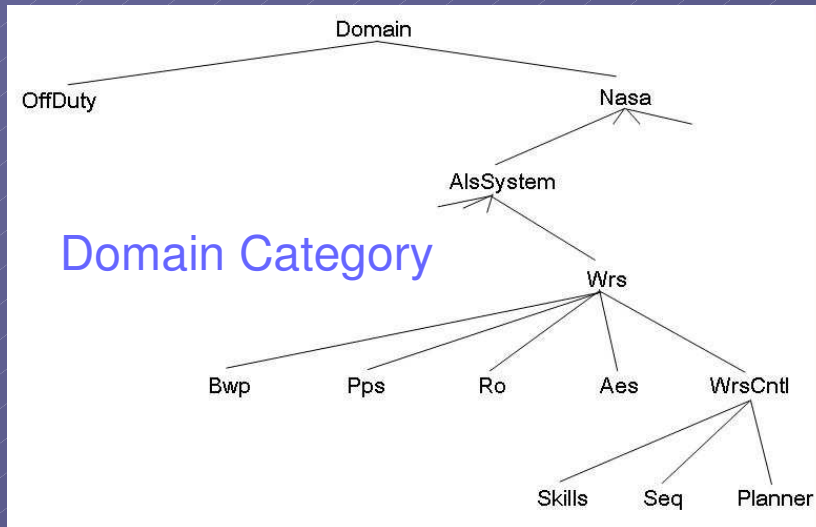 Domain
OffDuty Nasa
AlsSystem
Domain Category
Wrs
Bwp Pps Ro Aes WrsCntl
Skills Seq Planner